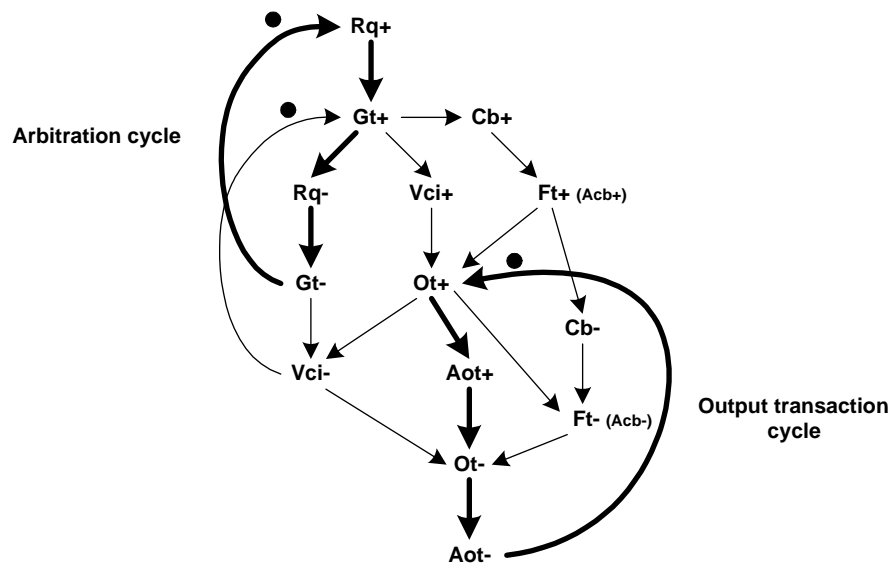 Rq+
Gt+
Cb+
Arbitration cycle
Rq-
Vci+
Ft+ (Acb+)
Gt-
Ot+
Cb-
Vci-
Aot+
Output transaction
cycle
Ft- (Acb-)
Ot-
Aot-